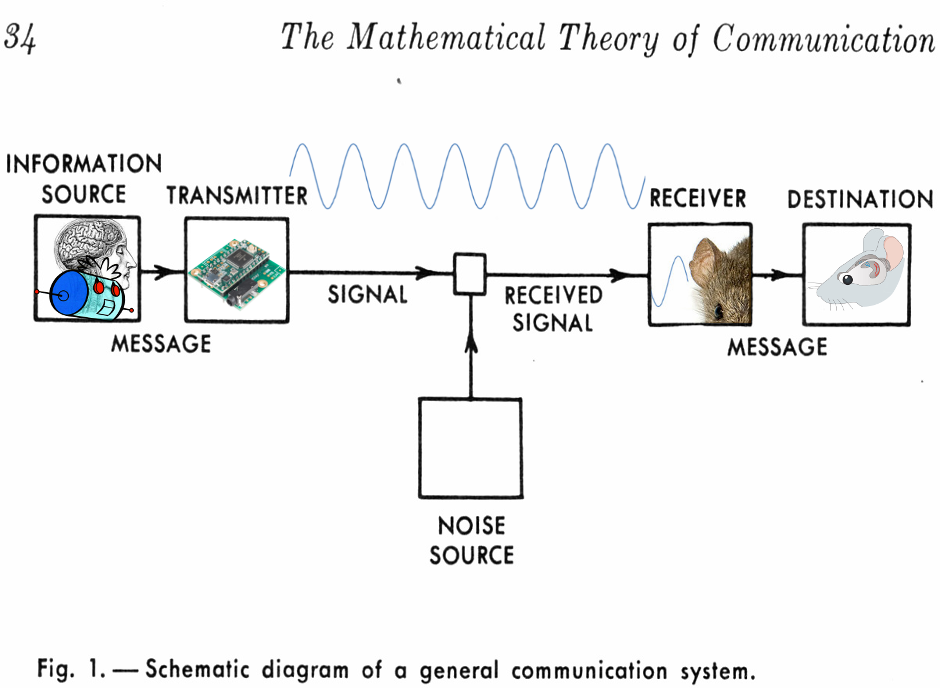 34 The Mathematical Theory of Communication
INFORMATION
SOURCE
TRANSMITTER
RECEIVER
DESTINATION
SIGNAL
RECEIVED
SIGNAL
MESSAGE
MESSAGE
NOISE
SOURCE
Fig. 1. — Schematic diagram of a general communication system.